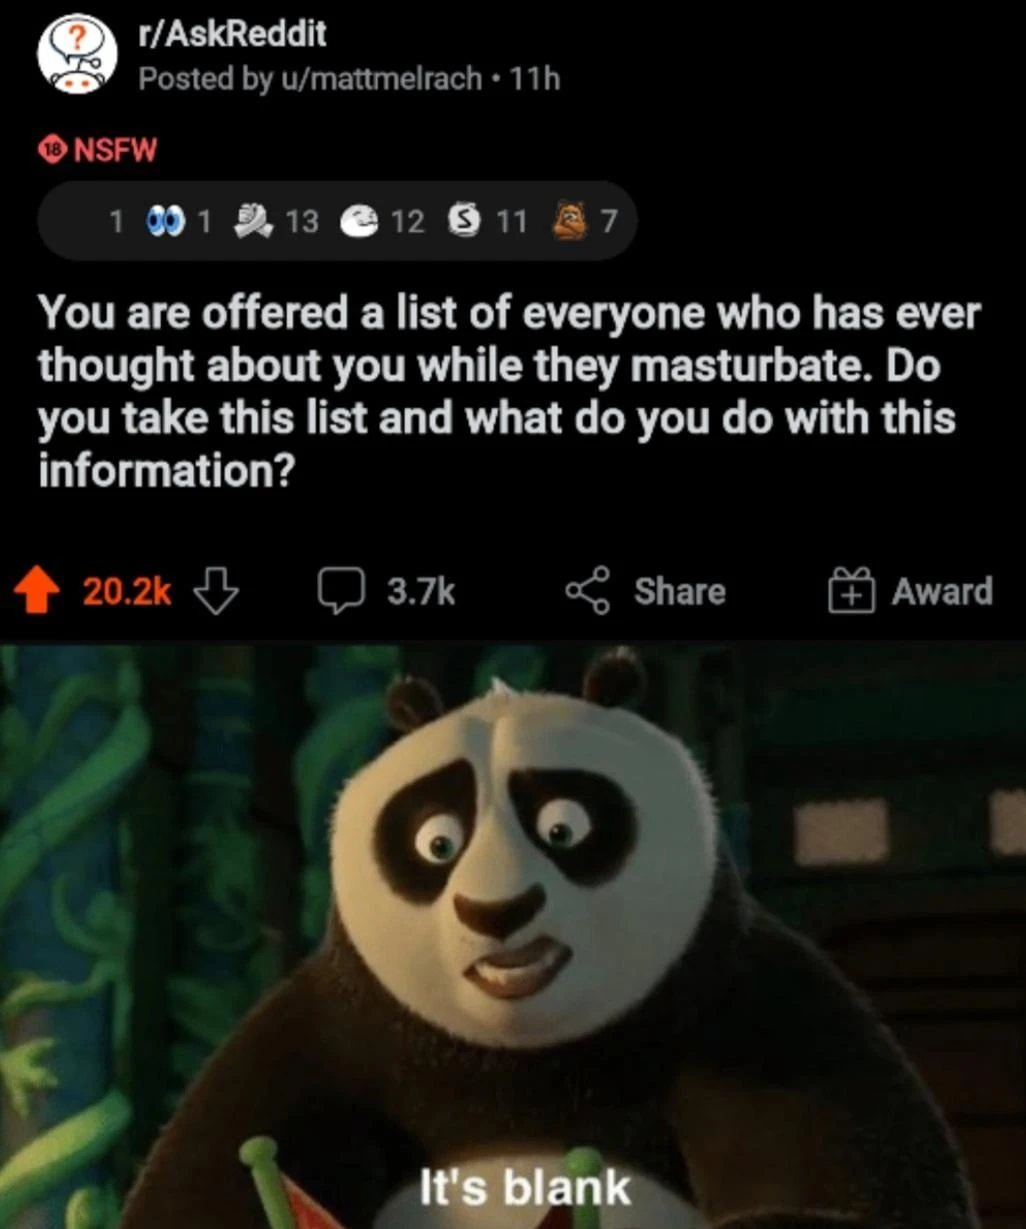 r/AskReddit
Posted by u/mattmelrach • 11h
18 NSFW
1 1 13 12 S 11 7
You are offered a list of everyone who has ever
thought about you while they masturbate. Do
you take this list and what do you do with this
information?
20.2k 3.7k Share Award
It's blank